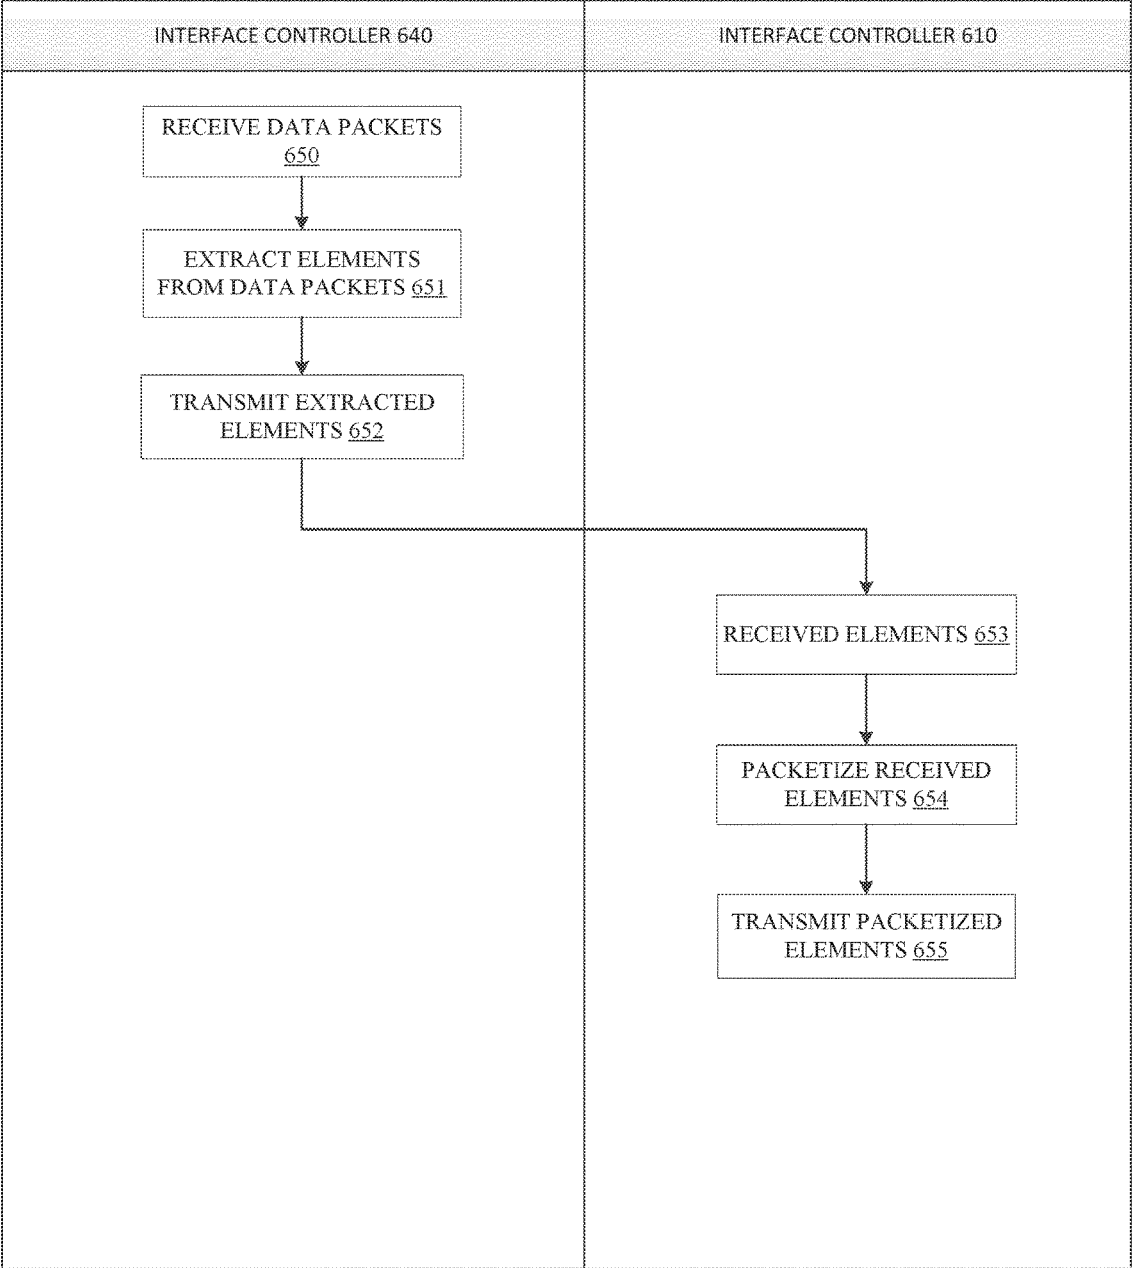 INTERFACE CONTROLLER 640
INTERFACE CONTROLLER 610
RECEIVE DATA PACKETS
650
EXTRACT ELEMENTS
FROM DATA PACKETS 651
TRANSMIT EXTRACTED
ELEMENTS 652
RECEIVED ELEMENTS 653
PACKETIZE RECEIVED
ELEMENTS 654
TRANSMIT PACKETIZED
ELEMENTS 655